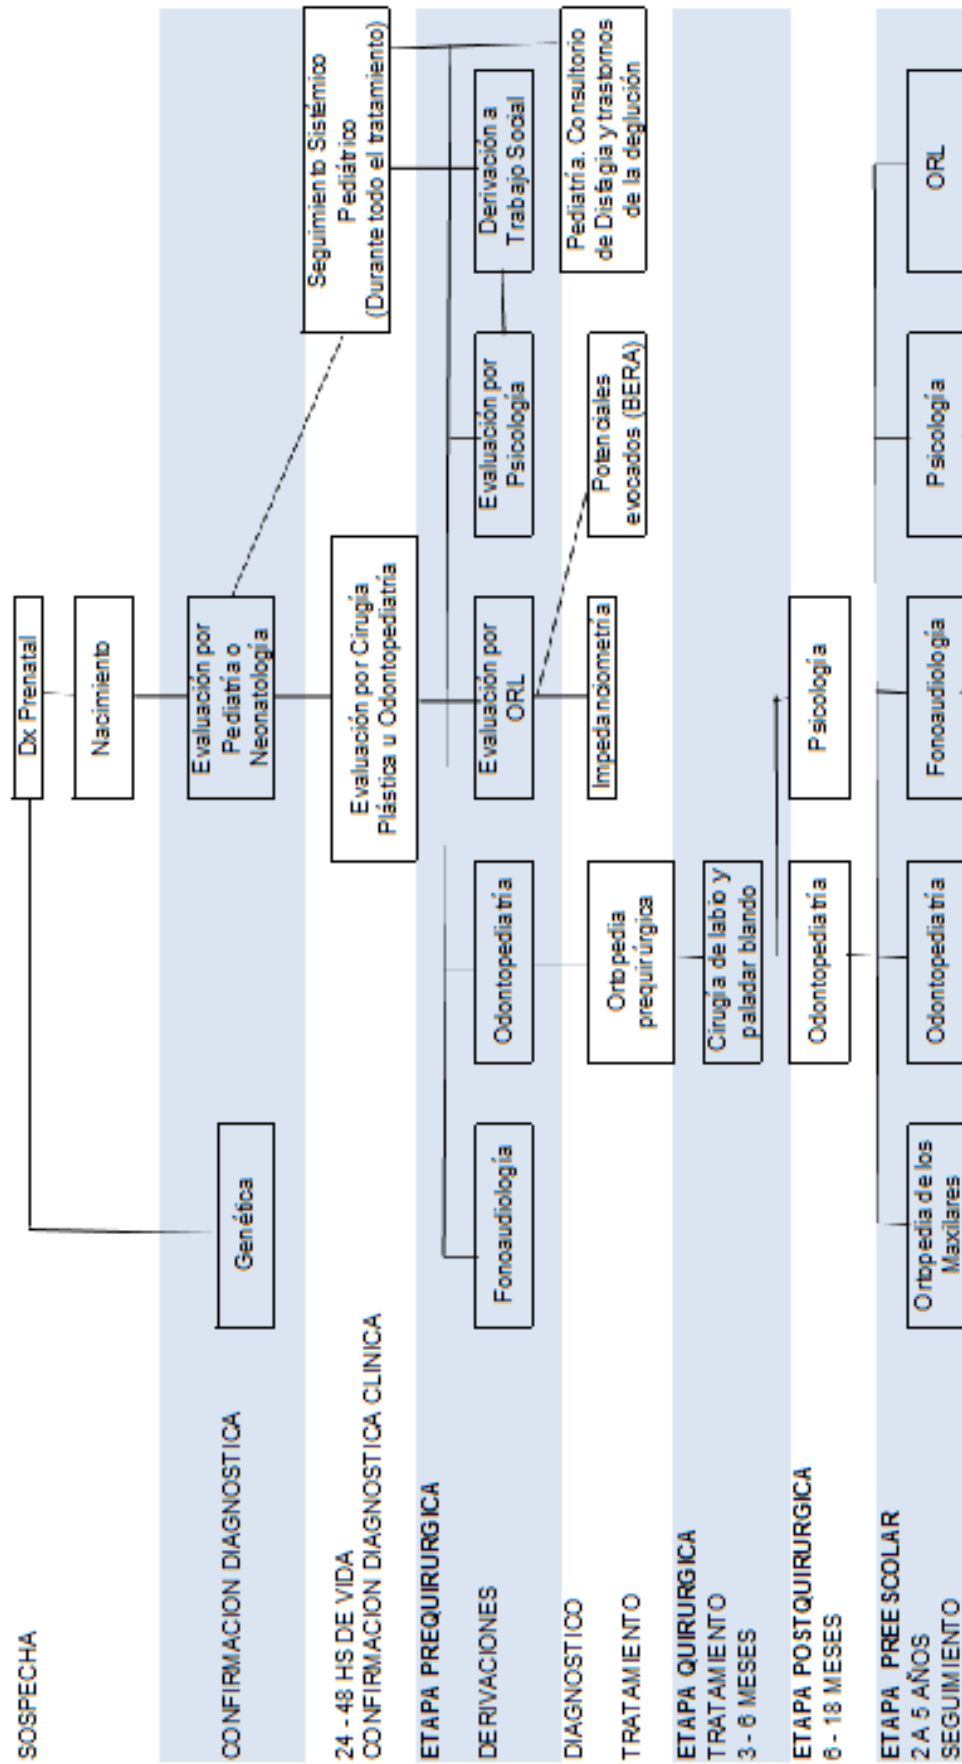 SOSPECHA
Dx Prenatal
Nacimiento
CONFIRMACION DIAGNOSTICA
Genética
Evaluación por
Pediatría o
Neonatología
24 - 48 HS DE VIDA
CONFIRMACION DIAGNOSTICA CLINICA
Evaluación por Cirugía
Plástica u Odontopediatría
Seguimiento Sistémico
Pediátrico
(Durante todo el tratamiento)
ETAPA PREQUIRURGICA
DERIVACIONES
Fonoaudiología
Odontopediatría
Evaluación por
ORL
Evaluación por
Psicología
Derivación a
Trabajo Social
DIAGNOSTICO
TRATAMIENTO
Ortopedia
prequirúrgica
Impedanciometría
Potenciales
evocados (BERA)
Pediatría. Consultorio
de Disfagia y trastornos
de la deglución
ETAPA QUIRURGICA
TRATAMIENTO
3 - 6 MESES
Cirugía de labio y
paladar blando
ETAPA POSTQUIRURGICA
6 - 18 MESES
Odontopediatría
Psicología
ETAPA PREESCOLAR
2 A 5 AÑOS
SEGUIMIENTO
Ortopedia de los
Maxilares
Odontopediatría
Fonoaudiología
Psicología
ORL